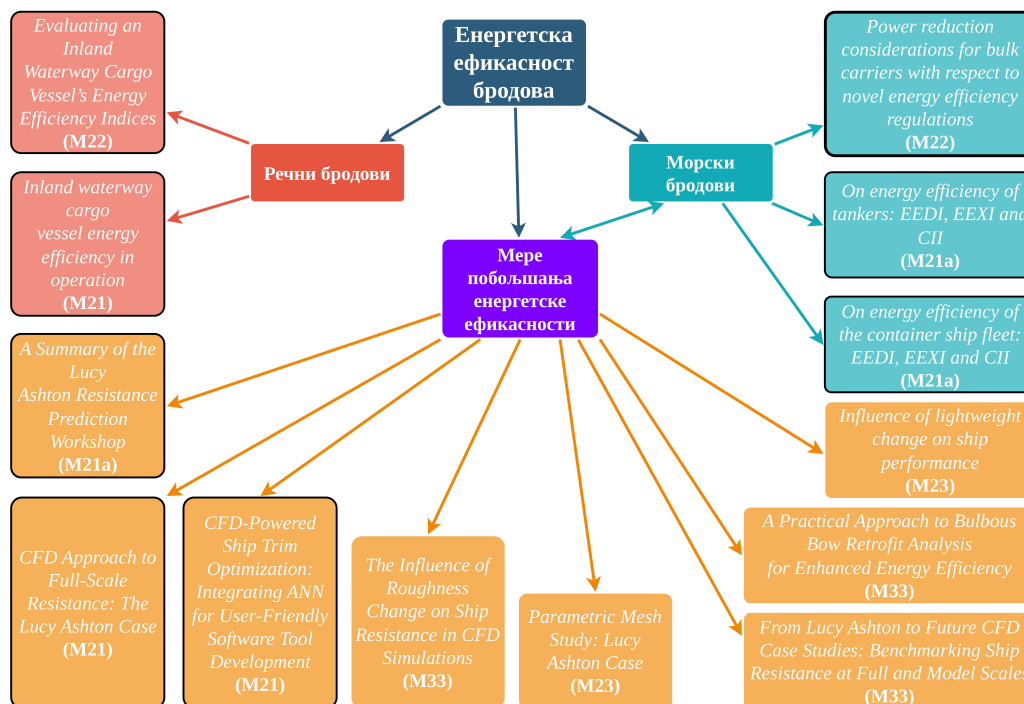 Енергетска
ефикасност
бродова
Речни бродови
Морски
бродови
Мере
побољшања
енергетске
ефикасности
Evaluating an
Inland
Waterway Cargo
Vessel’s Energy
Efficiency Indices
(M22)
Inland waterway
cargo
vessel energy
efficiency in
operation
(M21)
A Summary of the
Lucy
Ashton Resistance
Prediction
Workshop
(M21a)
CFD Approach to
Full-Scale
Resistance: The
Lucy Ashton Case
(M21)
CFD-Powered
Ship Trim
Optimization:
Integrating ANN
for User-Friendly
Software Tool
Development
(M21)
The Influence of
Roughness
Change on Ship
Resistance in CFD
Simulations
(M33)
Parametric Mesh
Study: Lucy
Ashton Case
(M23)
Power reduction
considerations for bulk
carriers with respect to
novel energy efficiency
regulations
(M22)
On energy efficiency of
tankers: EEDI, EEXI and
CII
(M21a)
On energy efficiency of
the container ship fleet:
EEDI, EEXI and CII
(M21a)
Influence of lightweight
change on ship
performance
(M23)
A Practical Approach to Bulbous
Bow Retrofit Analysis
for Enhanced Energy Efficiency
(M33)
From Lucy Ashton to Future CFD
Case Studies: Benchmarking Ship
Resistance at Full and Model Scales
(M33)